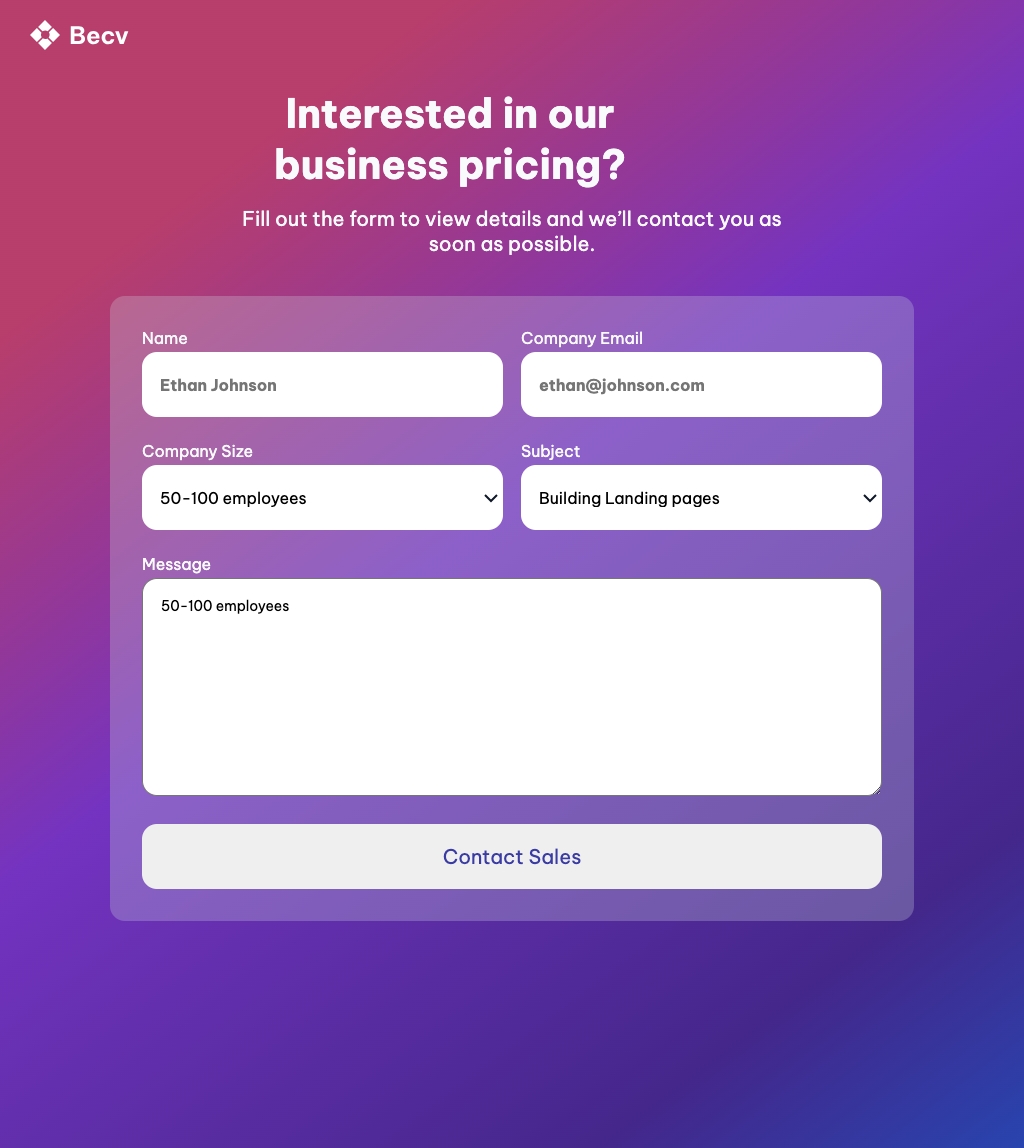 Becv
Interested in our
business pricing?
Fill out the form to view details and we’ll contact you as
soon as possible.
Name
Company Email
Ethan Johnson
ethan@johnson.com
Company Size
Subject
50-100 employees
Building Landing pages
Message
50-100 employees
Contact Sales